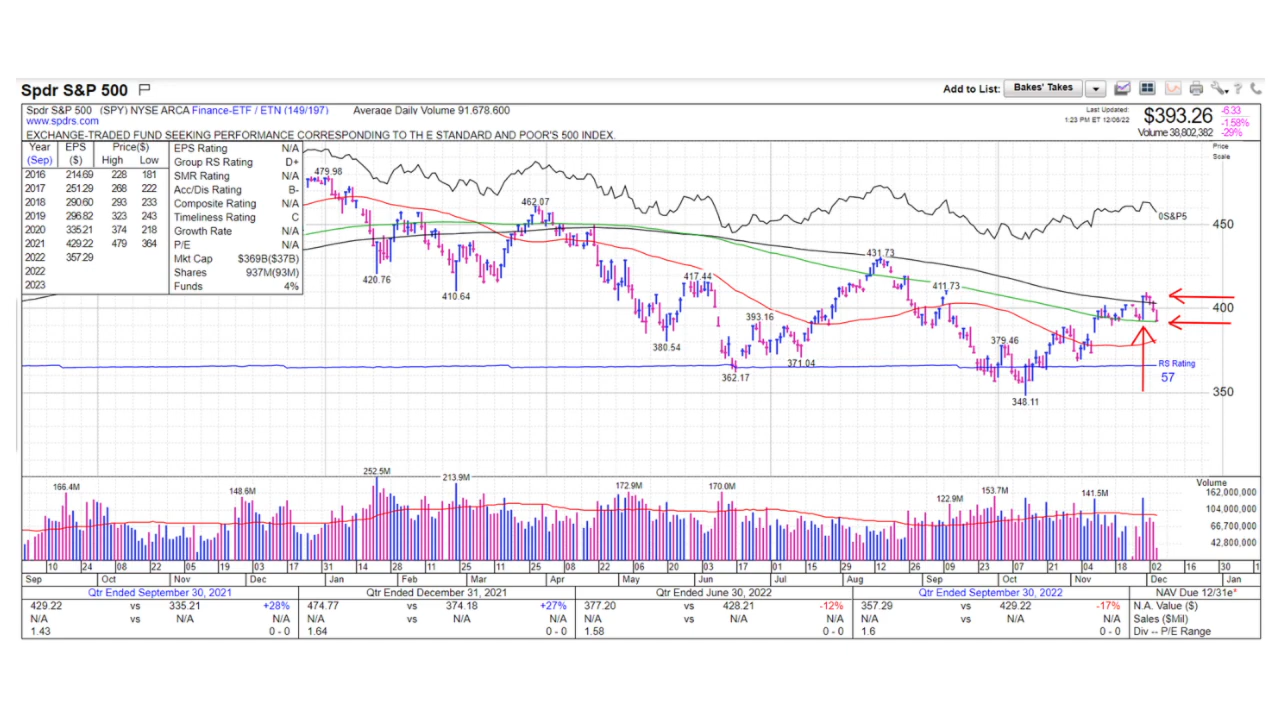 Spdr S&P 500
Add to List: Bakes' Takes
Spdr S&P 500 (SPY) NYSE ARCA Finance-ETF / ETN (149/197) Average Daily Volume 91.678.600
www.spdrs.com
EXCHANGE-TRADED FUND SEEKING PERFORMANCE CORRESPONDING TO TH E STANDARD AND POOR'S 500 INDEX.
Last Updated:
1:23 PM ET 12/06/22
$393.26
-6.33
-1.58%
Volume 38,802,382 -29%
Year EPS Price($)
(Sep) ($) High Low
2016 214.69 228 181
2017 251.29 268 222
2018 290.60 293 233
2019 296.82 323 243
2020 335.21 374 218
2021 429.22 479 364
2022 357.29
2022
2023
EPS Rating N/A
Group RS Rating D+
SMR Rating N/A
Acc/Dis Rating B-
Composite Rating N/A
Timeliness Rating C
Growth Rate N/A
P/E N/A
Mkt Cap $369B($37B)
Shares 937M(93M)
Funds 4%
Price
Scale
479.98
462.07
0S&P5
450
431.73
420.76
410.64
417.44
411.73
400
393.16
380.54
371.04
379.46
362.17
348.11
RS Rating
57
350
Volume
252.5M
213.9M
166.4M
148.6M
172.9M
170.0M
122.9M
153.7M
141.5M
162,000,000
104,000,000
66,700,000
42,800,000
10 24 08 22 05 19 03 17 31 14 28 11 25 11 25 08 22 06 20 03 17 01 15 29 12 26 09 23 07 21 04 18 02 16 30 1
Sep Oct Nov Dec Jan Feb Mar Apr May Jun Jul Aug Sep Oct Nov Dec Jan
Qtr Ended September 30, 2021 Qtr Ended December 31, 2021 Qtr Ended June 30, 2022 Qtr Ended September 30, 2022 NAV Due 12/31e*
429.22 vs 335.21 +28% 474.77 vs 374.18 +27% 377.20 vs 428.21 -12% 357.29 vs 429.22 -17% N.A. Value ($)
N/A vs N/A N/A N/A vs N/A N/A N/A vs N/A N/A N/A vs N/A N/A Sales ($Mil)
1.43 0 - 0 1.64 0 - 0 1.58 0 - 0 1.6 0 - 0 Div -- P/E Range